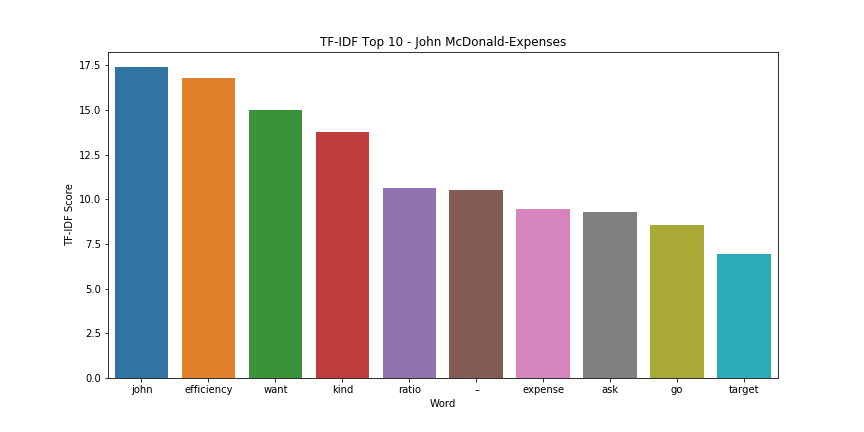 TF-IDF Top 10 - John McDonald-Expenses
17.5
15.0
12.5
10.0
7.5
5.0
2.5
0.0
TF-IDF Score
john efficiency want kind ratio – expense ask go target
Word